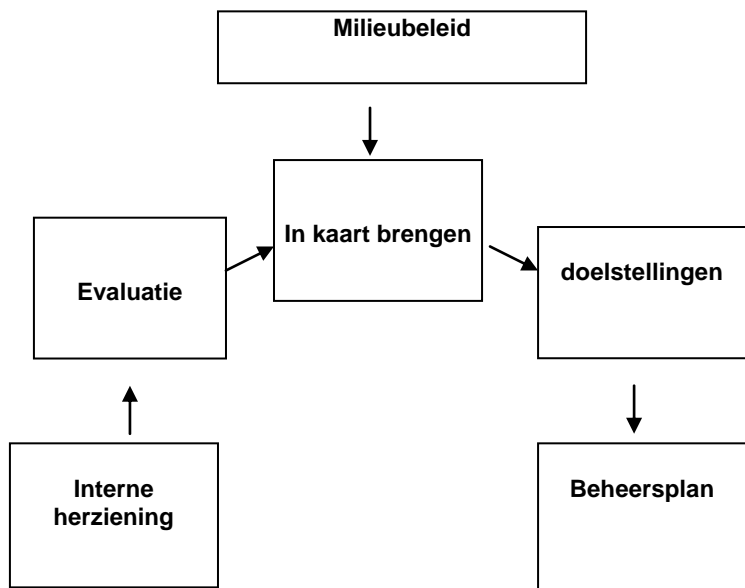 Milieubeleid
In kaart brengen
Evaluatie
doelstellingen
Interne
herziening
Beheersplan